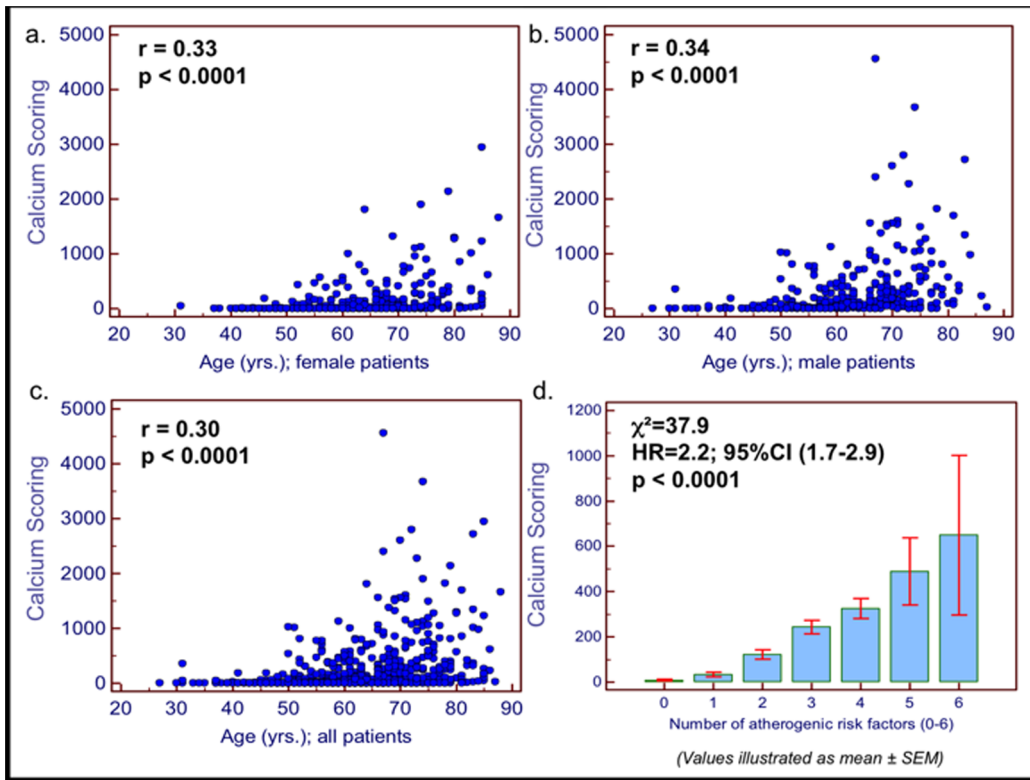 a.
r = 0.33
p < 0.0001
Calcium Scoring
5000
4000
3000
2000
1000
0
20 30 40 50 60 70 80 90
Age (yrs.); female patients
b.
r = 0.34
p < 0.0001
Calcium Scoring
5000
4000
3000
2000
1000
0
20 30 40 50 60 70 80 90
Age (yrs.); male patients
c.
r = 0.30
p < 0.0001
Calcium Scoring
5000
4000
3000
2000
1000
0
20 30 40 50 60 70 80 90
Age (yrs.); all patients
d.
χ²=37.9
HR=2.2; 95%CI (1.7-2.9)
p < 0.0001
Calcium Scoring
1200
1000
800
600
400
200
0
0 1 2 3 4 5 6
Number of atherogenic risk factors (0-6)
(Values illustrated as mean ± SEM)